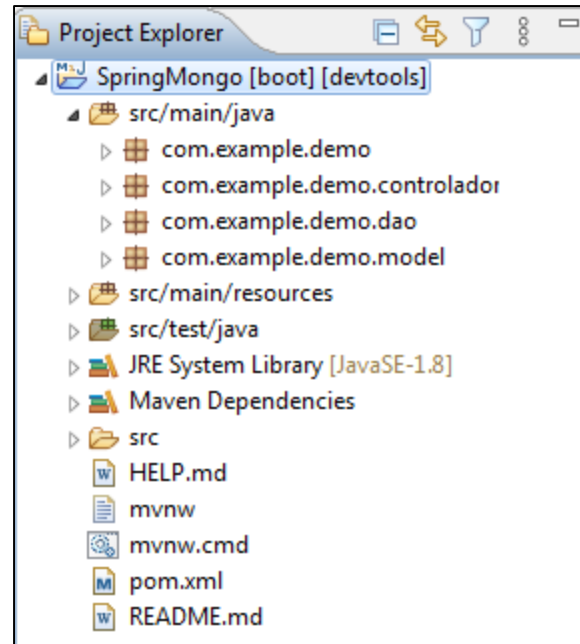 Project Explorer
SpringMongo [boot] [devtools]
src/main/java
com.example.demo
com.example.demo.controlador
com.example.demo.dao
com.example.demo.model
src/main/resources
src/test/java
JRE System Library [JavaSE-1.8]
Maven Dependencies
src
HELP.md
mvnw
mvnw.cmd
pom.xml
README.md